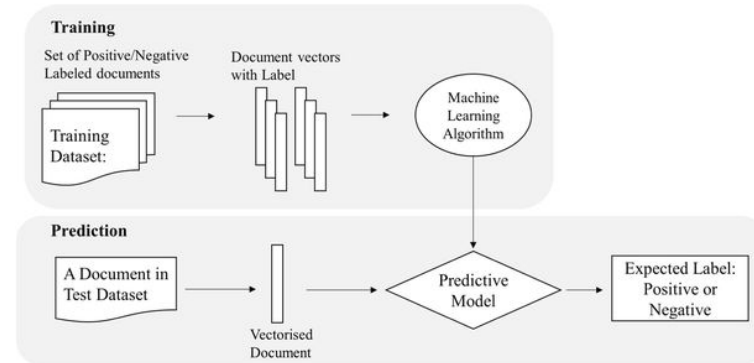 Training
Set of Positive/Negative
Labeled documents
Document vectors
with Label
Training
Dataset:
Machine
Learning
Algorithm
Prediction
A Document in
Test Dataset
Vectorised
Document
Predictive
Model
Expected Label:
Positive or
Negative